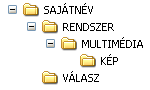 SAJÁTNÉV
RENDSZER
MULTIMÉDIA
KÉP
VÁLASZ